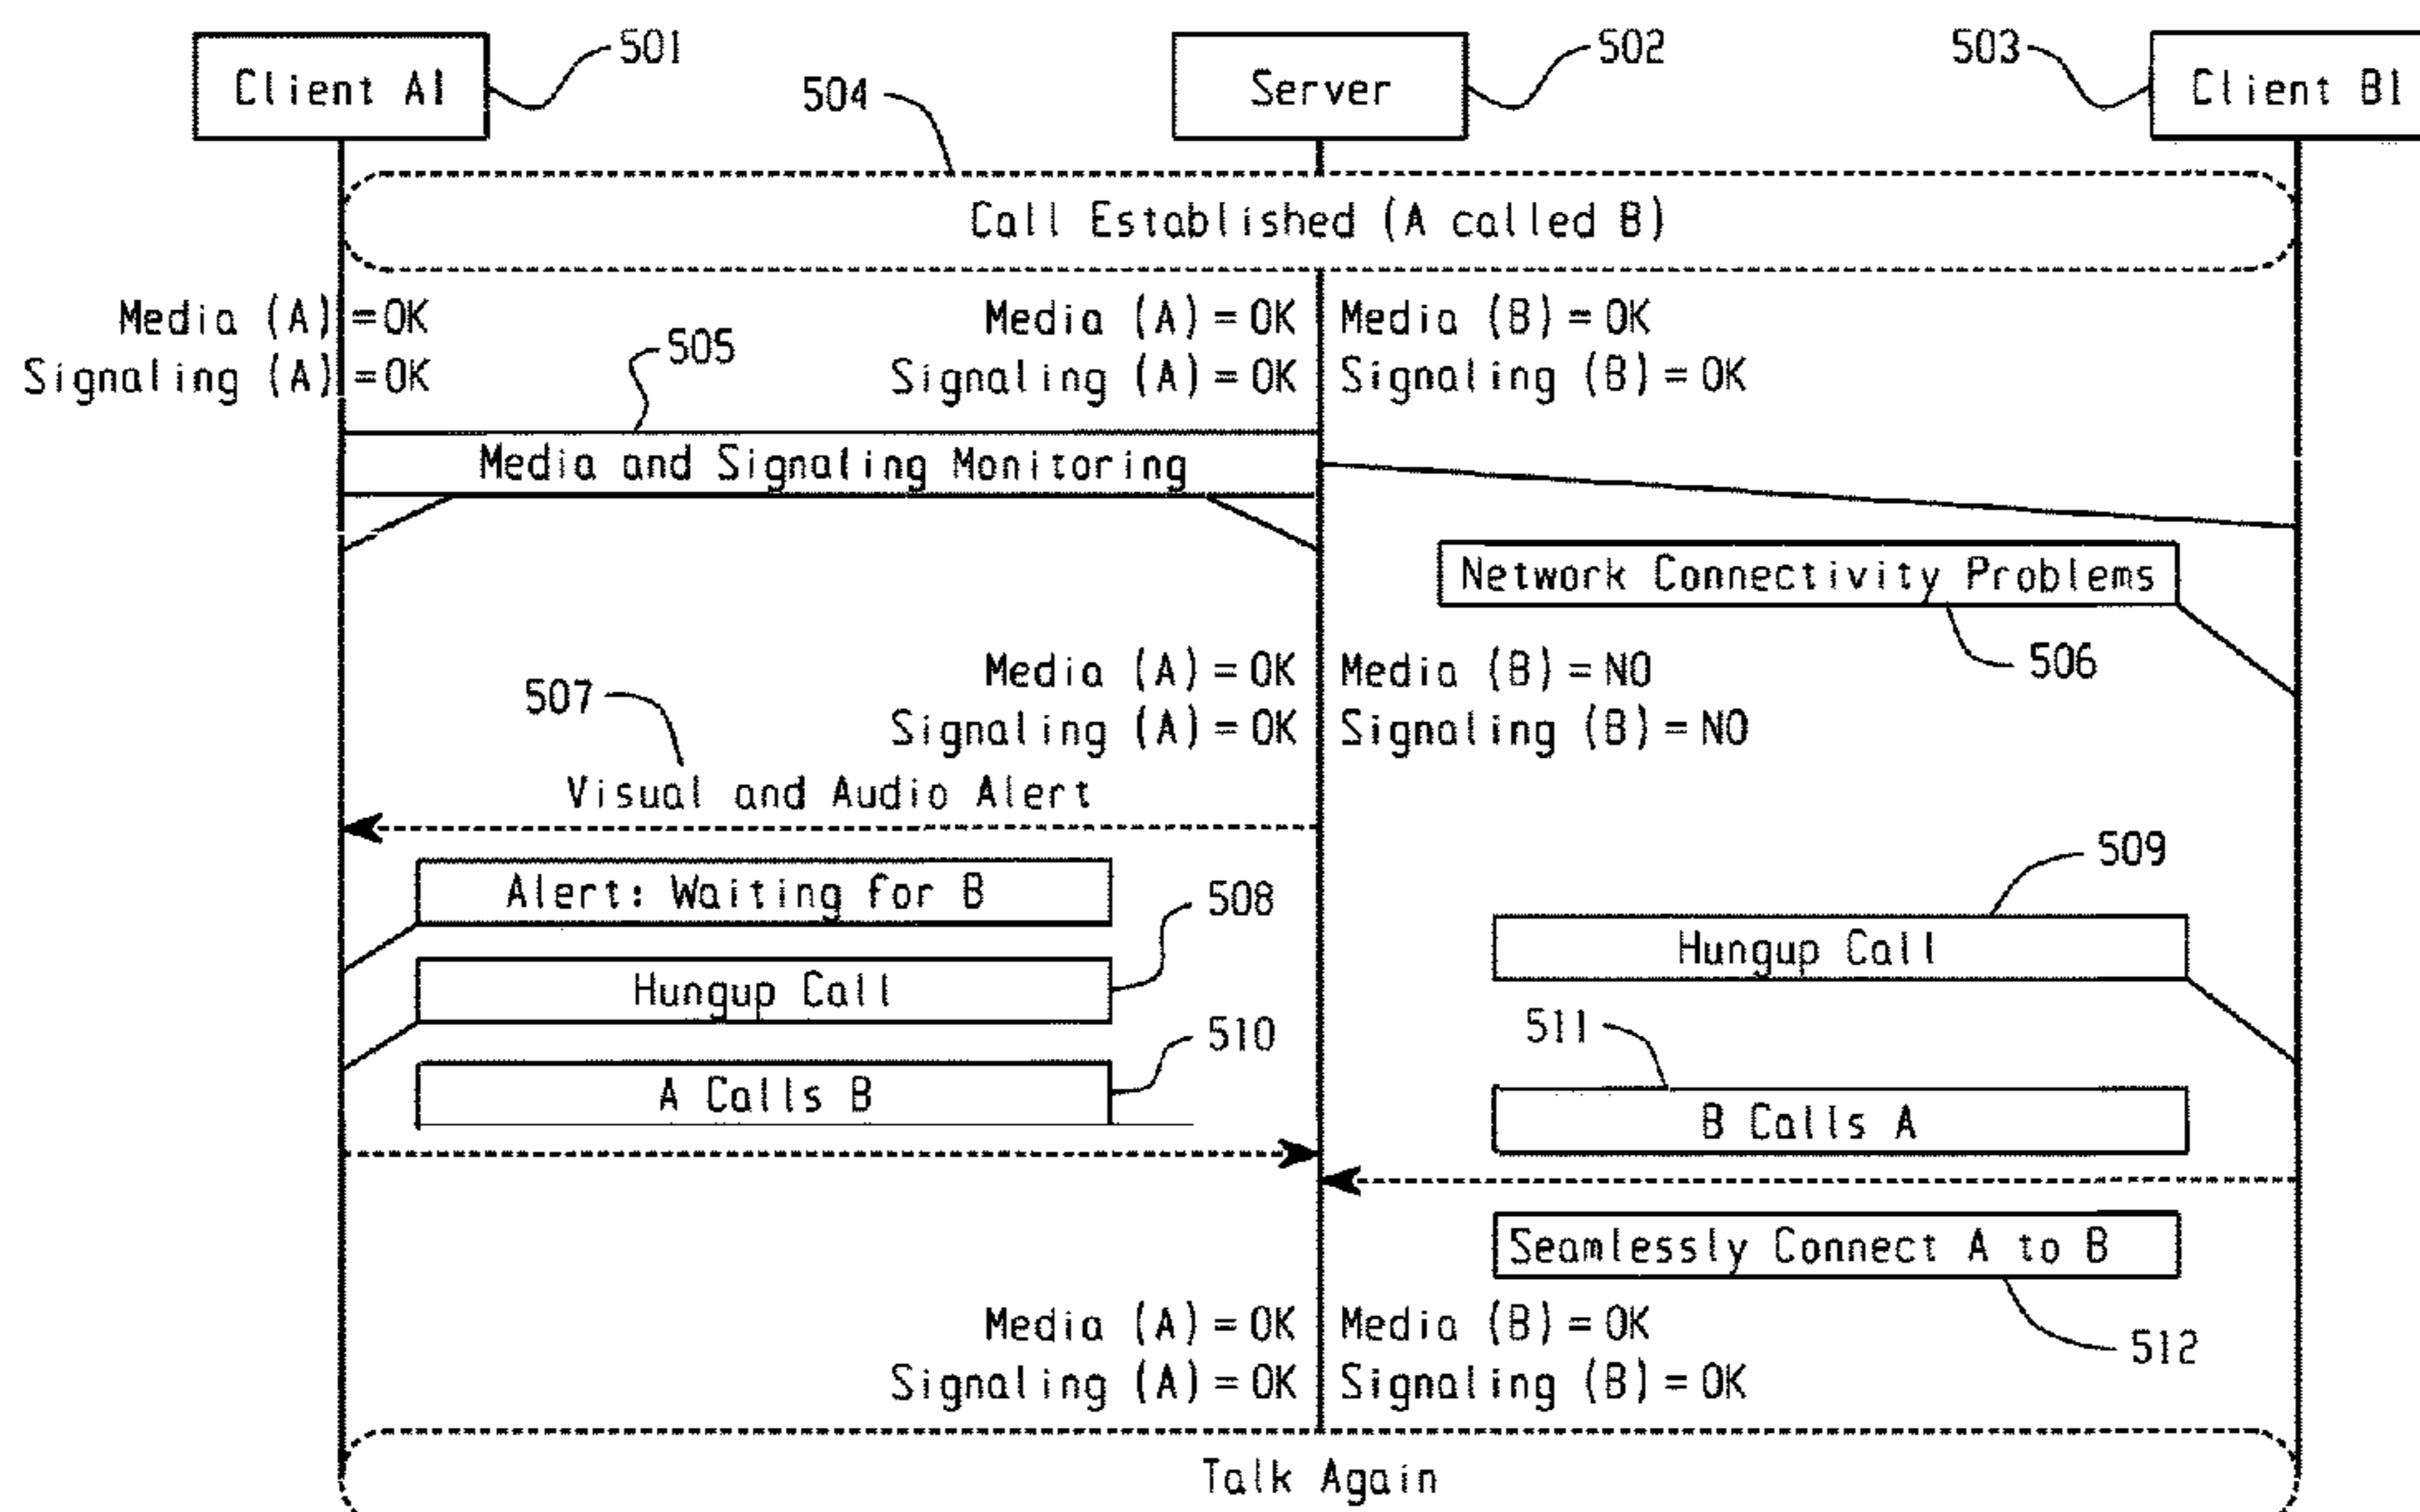 501
502
503
504
Client A1
Server
Client B1
Call Established (A called B)
Media (A)=OK
Media (A)=OK
Media (B)=OK
Signaling (A)=OK
Signaling (A)=OK
Signaling (B)=OK
505
Media and Signaling Monitoring
Network Connectivity Problems
506
Media (A)=OK
Media (B)=NO
Signaling (A)=OK
Signaling (B)=NO
507
Visual and Audio Alert
509
Alert: Waiting for B
508
Hungup Call
Hungup Call
510
511
A Calls B
B Calls A
Seamlessly Connect A to B
512
Media (A)=OK
Media (B)=OK
Signaling (A)=OK
Signaling (B)=OK
Talk Again